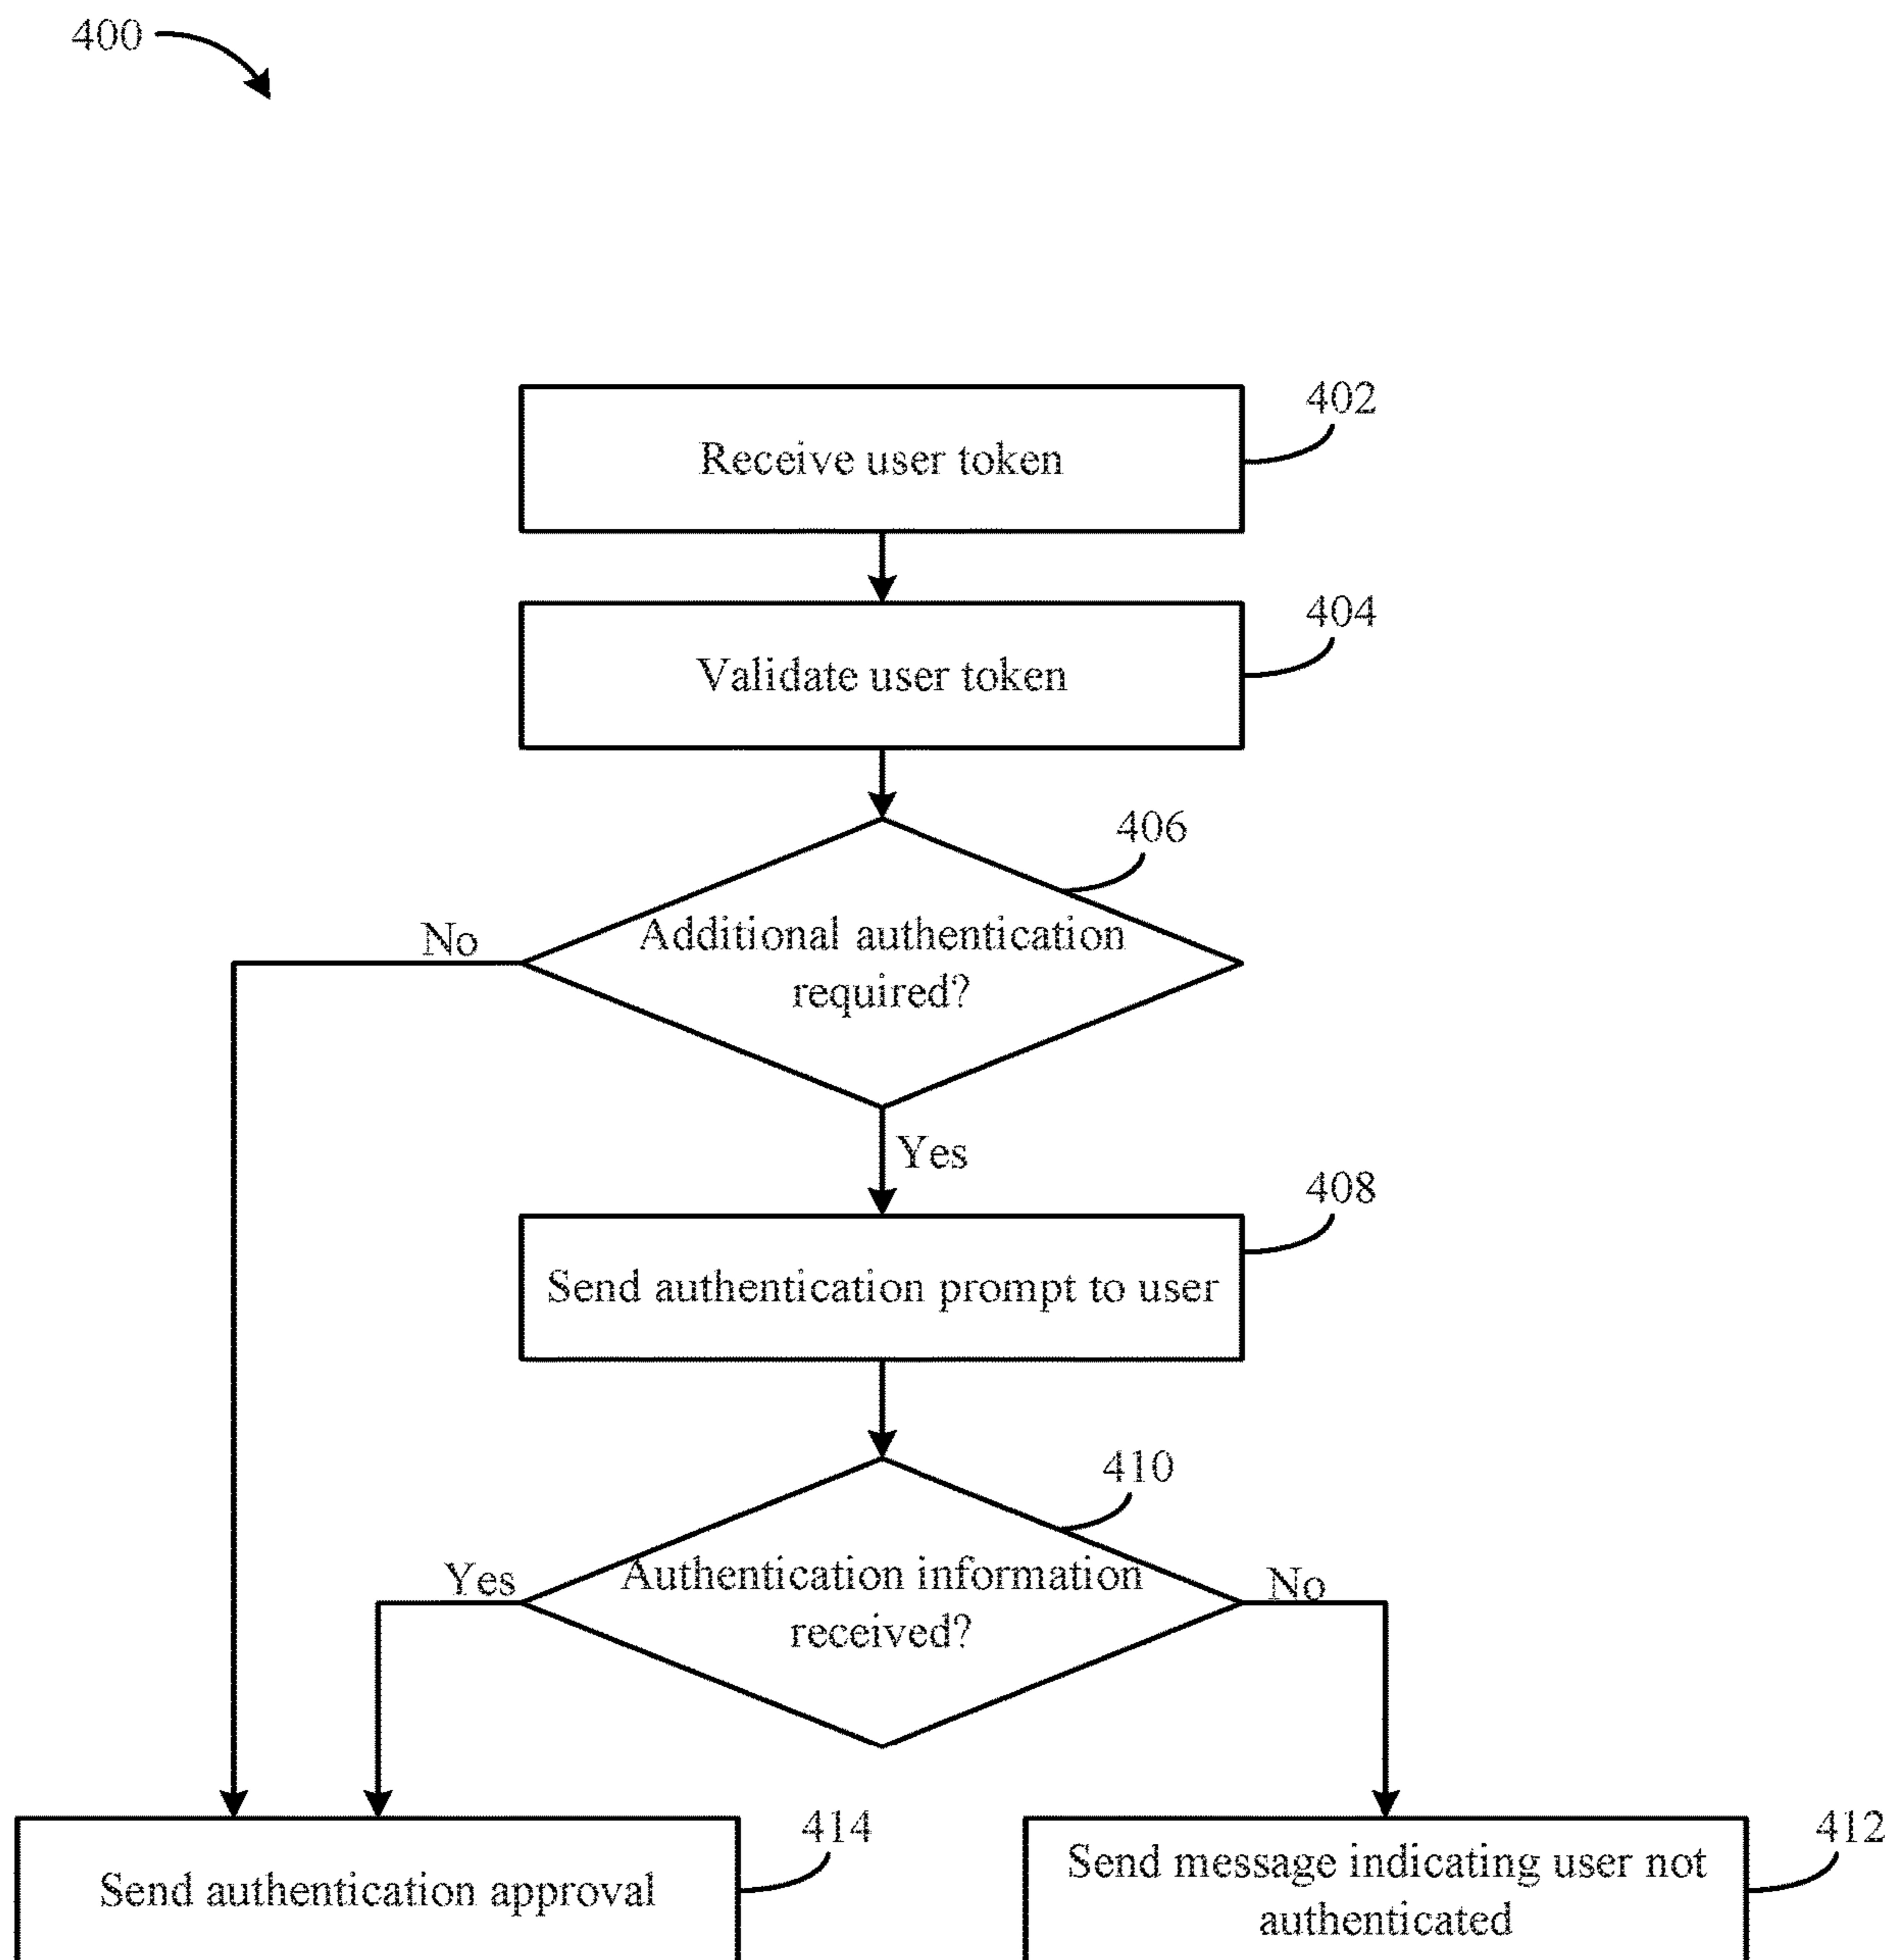 400
402
Receive user token
404
Validate user token
406
Additional authentication
required?
No
Yes
408
Send authentication prompt to user
410
Authentication information
received?
Yes
No
414
Send authentication approval
412
Send message indicating user not
authenticated